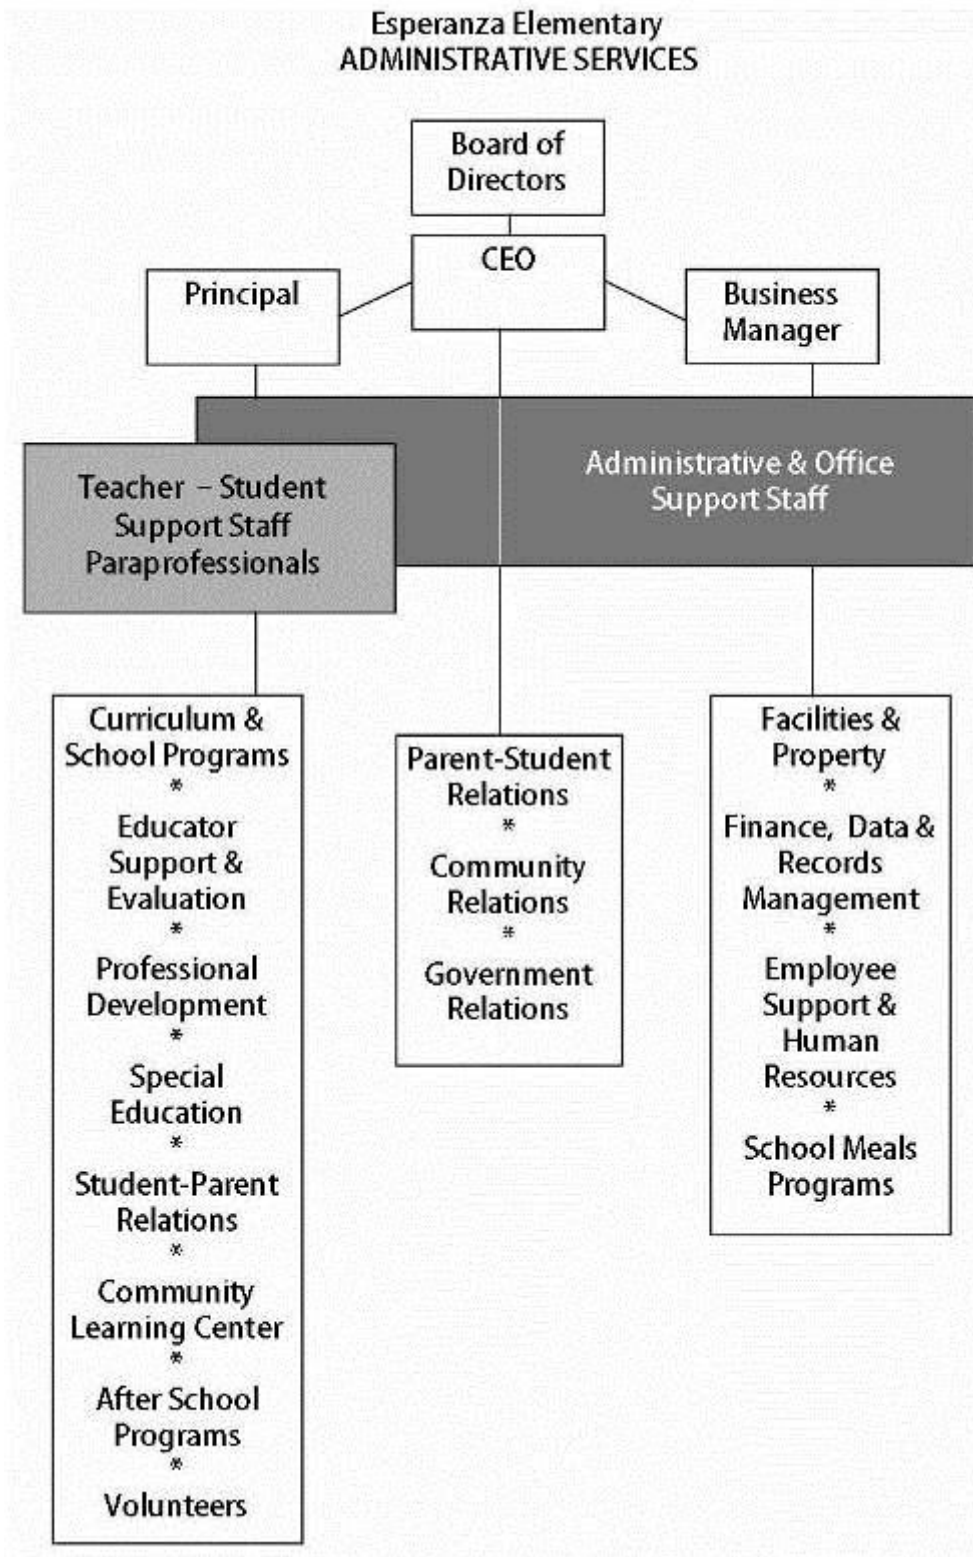 Esperanza Elementary
ADMINISTRATIVE SERVICES
Board of
Directors
CEO
Principal
Business
Manager
Administrative & Office
Support Staff
Teacher – Student
Support Staff
Paraprofessionals
Curriculum &
School Programs
*
Educator
Support &
Evaluation
*
Professional
Development
*
Special
Education
*
Student-Parent
Relations
*
Community
Learning Center
*
After School
Programs
*
Volunteers
Parent-Student
Relations
*
Community
Relations
*
Government
Relations
Facilities &
Property
*
Finance, Data &
Records
Management
*
Employee
Support &
Human
Resources
*
School Meals
Programs